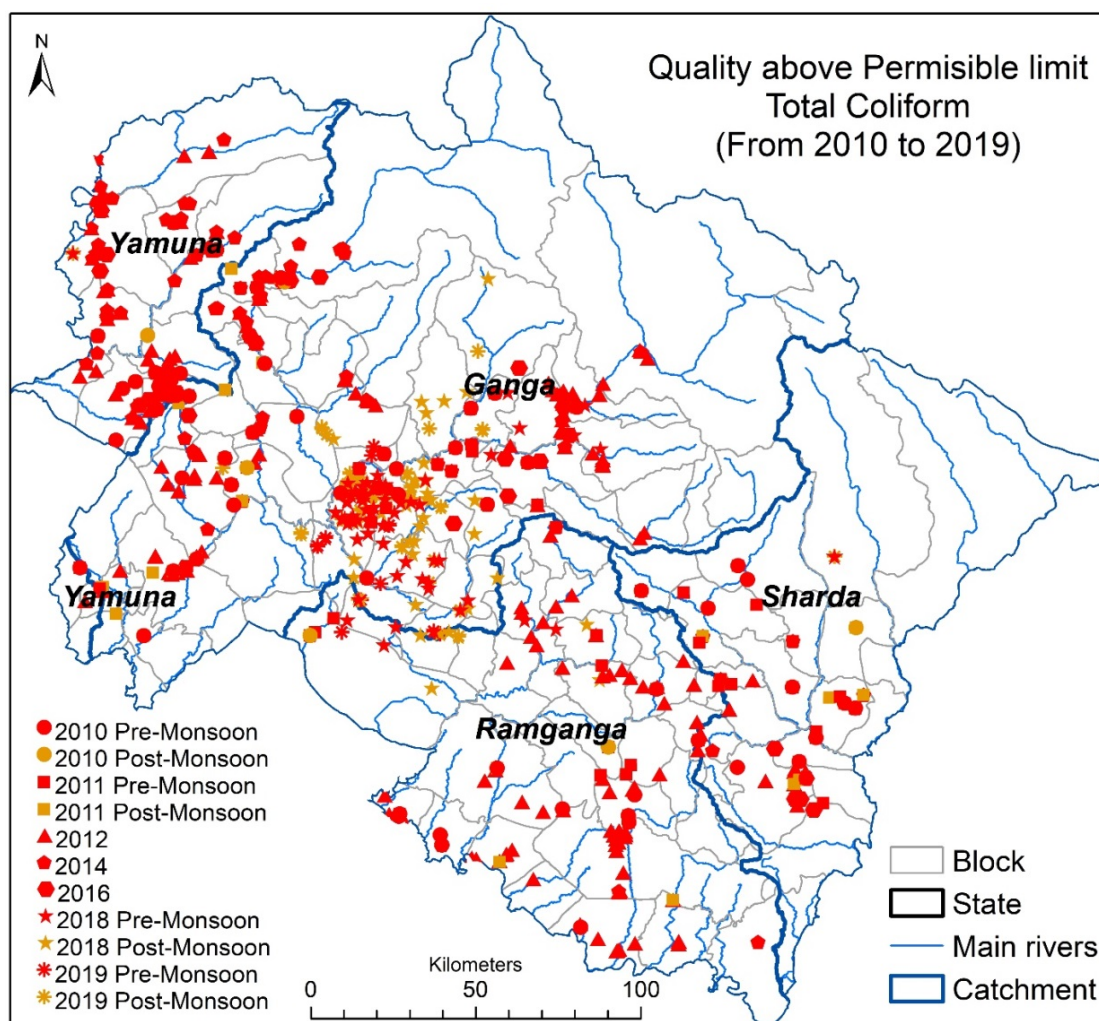 N
Quality above Permisible limit
Total Coliform
(From 2010 to 2019)
Yamuna
Ganga
Yamuna
Sharda
Ramganga
2010 Pre-Monsoon
2010 Post-Monsoon
2011 Pre-Monsoon
2011 Post-Monsoon
2012
2014
2016
2018 Pre-Monsoon
2018 Post-Monsoon
2019 Pre-Monsoon
2019 Post-Monsoon
Kilometers
0 100
Block
State
Main rivers
Catchment